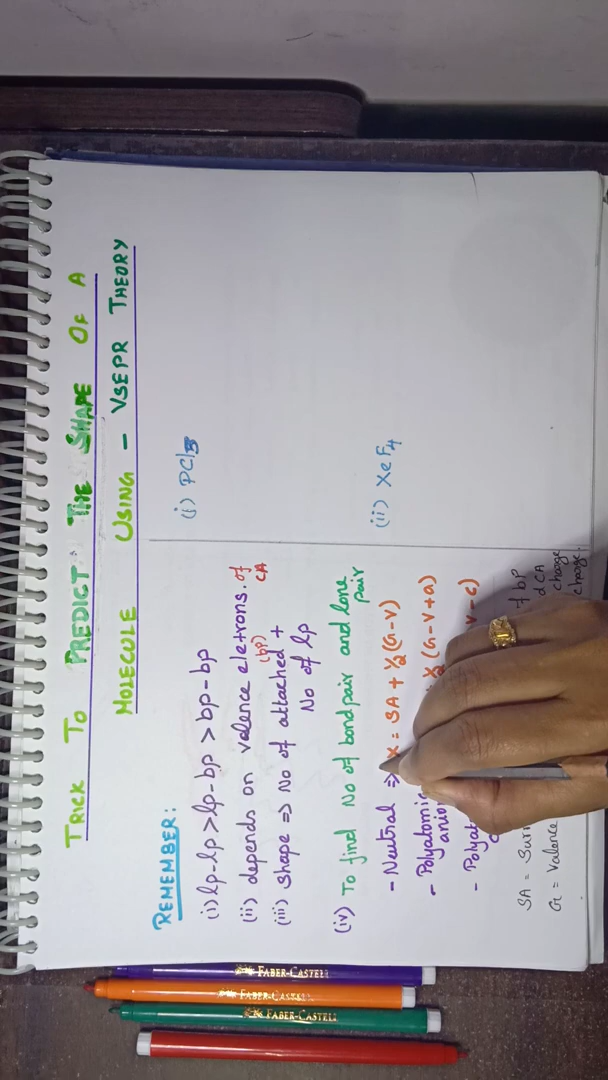 TRICK TO PREDICT THE SHAPE OF A
MOLECULE USING - VSEPR THEORY
REMEMBER:
(i) lp-lp > lp-bp > bp-bp
(ii) depends on valence eletrons. of
CA
(bp)
(iii) shape => No of attached +
No of lp
(iv) To find No of bond pair and lone
pair
- Neutral => x = SA + 1/2 (G-V)
- Polyatomic 1/2 (G-V+a)
anion
- V - c)
SA = of bp
G = Valence CA
charge
charge.
(i) PCl5
(ii) XeF4
FABER-CASTELL
FABER-CASTELL
FABER-CASTELL